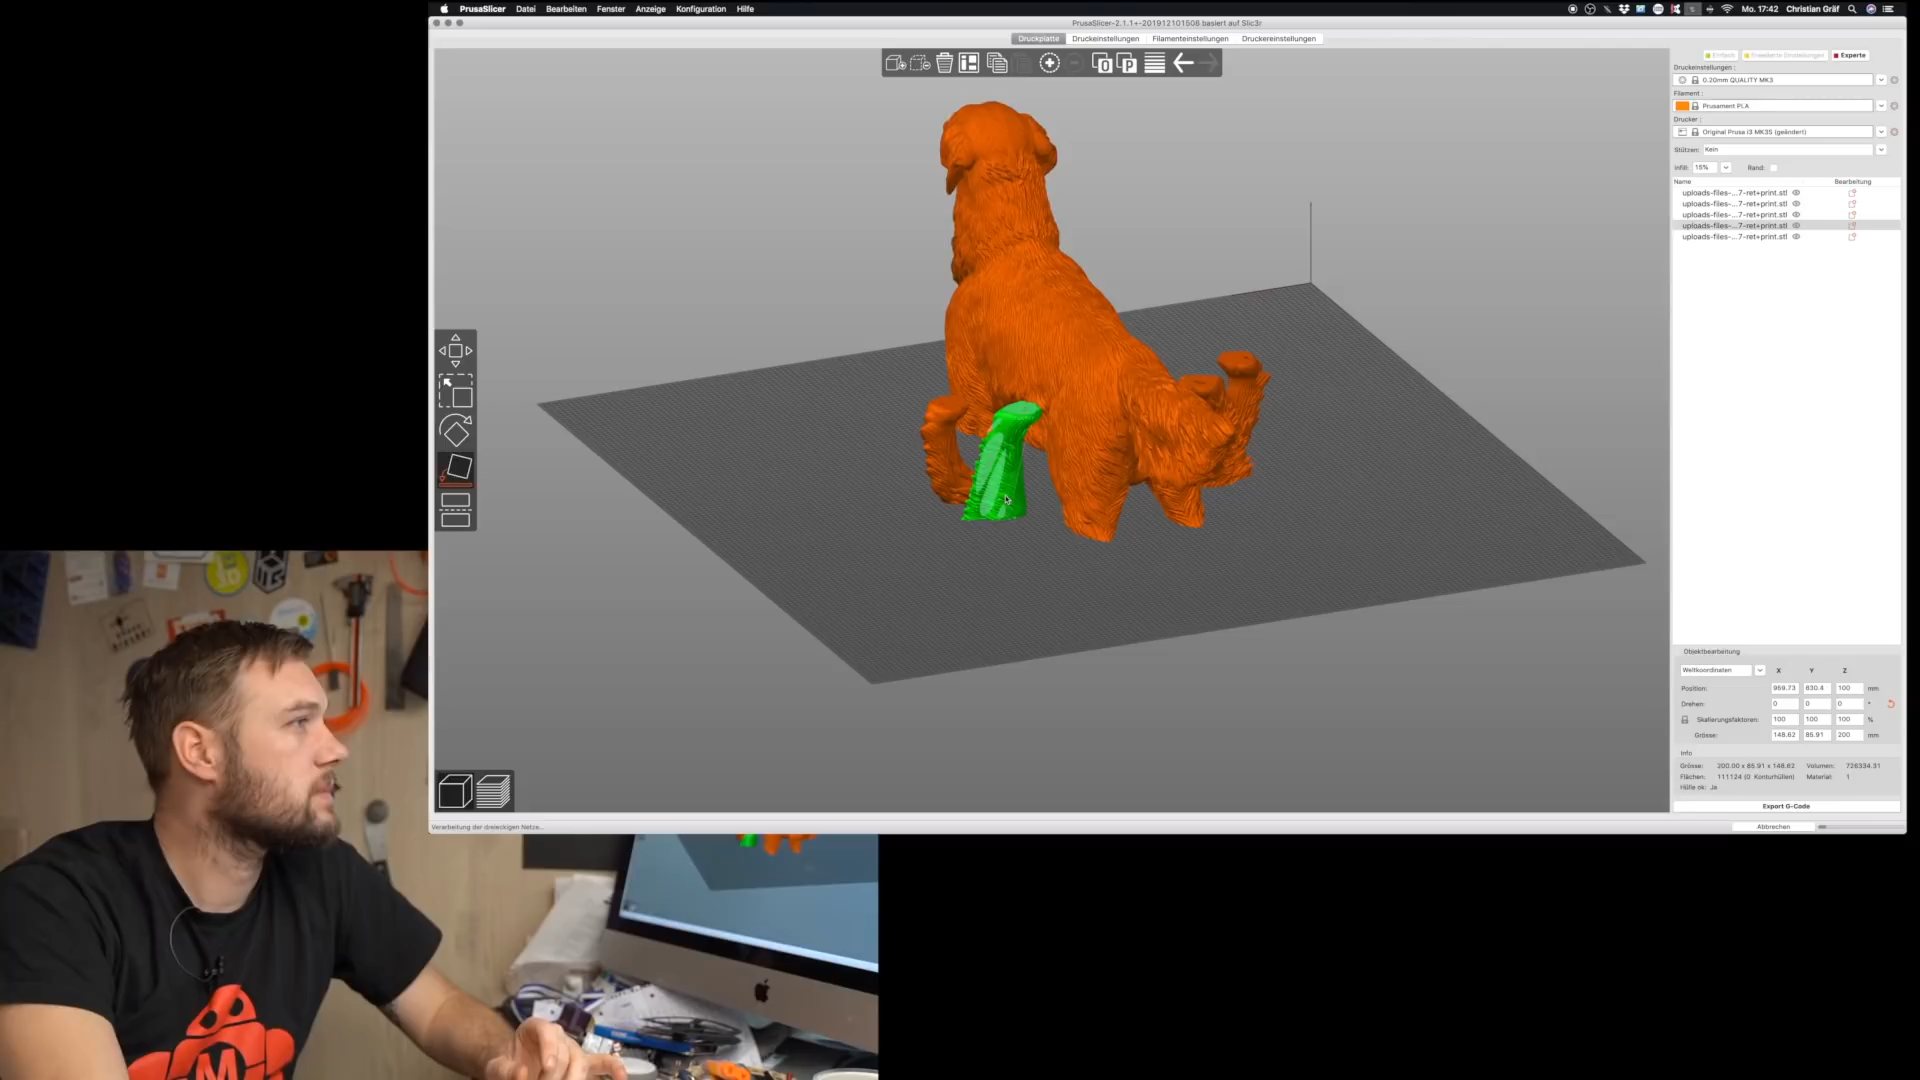 PrusaSlicer Datei Bearbeiten Fenster Anzeige Konfiguration Hilfe
Mo. 17:42 Christian Gräf
PrusaSlicer-2.1.1+-201912101506 basiert auf Slic3r
Druckplatte Druckeinstellungen Filamenteinstellungen Druckereinstellungen
Einfach Erweiterte Einstellungen Experte
Druckeinstellungen :
0.20mm QUALITY MK3
Filament :
Prusament PLA
Drucker :
Original Prusa i3 MK3S (geändert)
Stützen: Kein
Infill: 15% Rand:
Name Bearbeitung
uploads-files-...7-ret+print.stl
uploads-files-...7-ret+print.stl
uploads-files-...7-ret+print.stl
uploads-files-...7-ret+print.stl
uploads-files-...7-ret+print.stl
Objektbearbeitung
Weltkoordinaten X Y Z
Position: 959.73 830.4 100 mm
Drehen: 0 0 0 °
Skalierungsfaktoren: 100 100 100 %
Grösse: 148.62 85.91 200 mm
Info
Grösse: 200.00 x 85.91 x 148.62 Volumen: 726334.31
Flächen: 111124 (0 Konturhüllen) Material: 1
Hülle ok: Ja
Export G-Code
Verarbeitung der dreieckigen Netze... Abbrechen
M